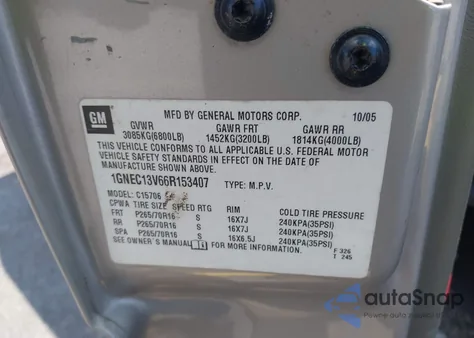 GM
MFD BY GENERAL MOTORS CORP. 10/05
GVWR GAWR FRT GAWR RR
3085KG(6800LB) 1452KG(3200LB) 1814KG(4000LB)
THIS VEHICLE CONFORMS TO ALL APPLICABLE U.S. FEDERAL MOTOR
VEHICLE SAFETY STANDARDS IN EFFECT ON THE DATE OF
MANUFACTURE SHOWN ABOVE.
1GNEC13V66R153407 TYPE: M.P.V.
MODEL: C15706
CPWA TIRE SIZE SPEED RTG RIM COLD TIRE PRESSURE
FRT P265/70R16 S 16X7J 240KPA(35PSI)
RR P265/70R16 S 16X7J 240KPA(35PSI)
SPA P265/70R16 S 16X6.5J 240KPA(35PSI)
SEE OWNER'S MANUAL FOR MORE INFORMATION.
F 326
T 245
autoSnap